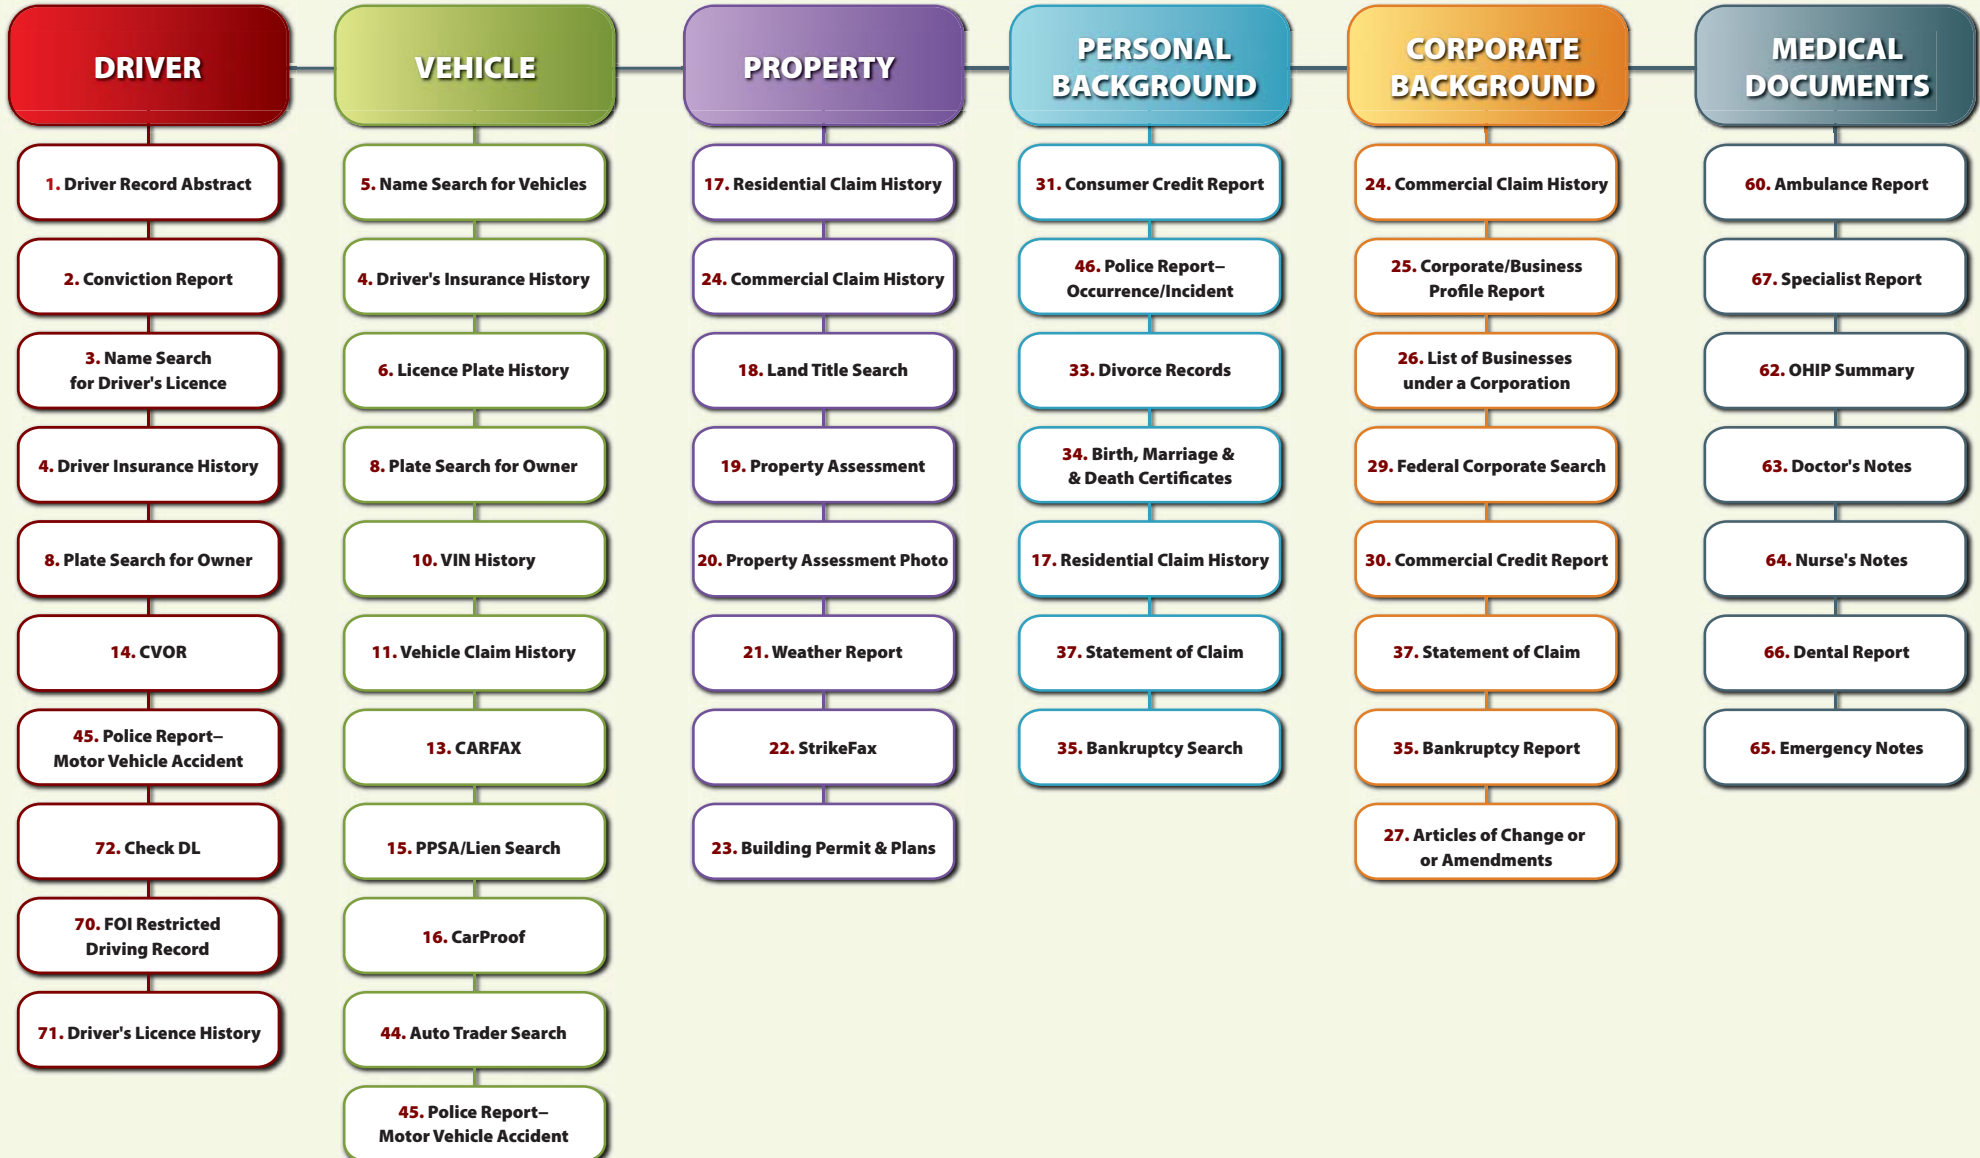 DRIVER
1. Driver Record Abstract
2. Conviction Report
3. Name Search
for Driver's Licence
4. Driver Insurance History
8. Plate Search for Owner
14. CVOR
45. Police Report–
Motor Vehicle Accident
72. Check DL
70. FOI Restricted
Driving Record
71. Driver's Licence History
VEHICLE
5. Name Search for Vehicles
4. Driver's Insurance History
6. Licence Plate History
8. Plate Search for Owner
10. VIN History
11. Vehicle Claim History
13. CARFAX
15. PPSA/Lien Search
16. CarProof
44. Auto Trader Search
45. Police Report–
Motor Vehicle Accident
PROPERTY
17. Residential Claim History
24. Commercial Claim History
18. Land Title Search
19. Property Assessment
20. Property Assessment Photo
21. Weather Report
22. StrikeFax
23. Building Permit & Plans
PERSONAL
BACKGROUND
31. Consumer Credit Report
46. Police Report–
Occurrence/Incident
33. Divorce Records
34. Birth, Marriage &
& Death Certificates
17. Residential Claim History
37. Statement of Claim
35. Bankruptcy Search
CORPORATE
BACKGROUND
24. Commercial Claim History
25. Corporate/Business
Profile Report
26. List of Businesses
under a Corporation
29. Federal Corporate Search
30. Commercial Credit Report
37. Statement of Claim
35. Bankruptcy Report
27. Articles of Change or
or Amendments
MEDICAL
DOCUMENTS
60. Ambulance Report
67. Specialist Report
62. OHIP Summary
63. Doctor's Notes
64. Nurse's Notes
66. Dental Report
65. Emergency Notes